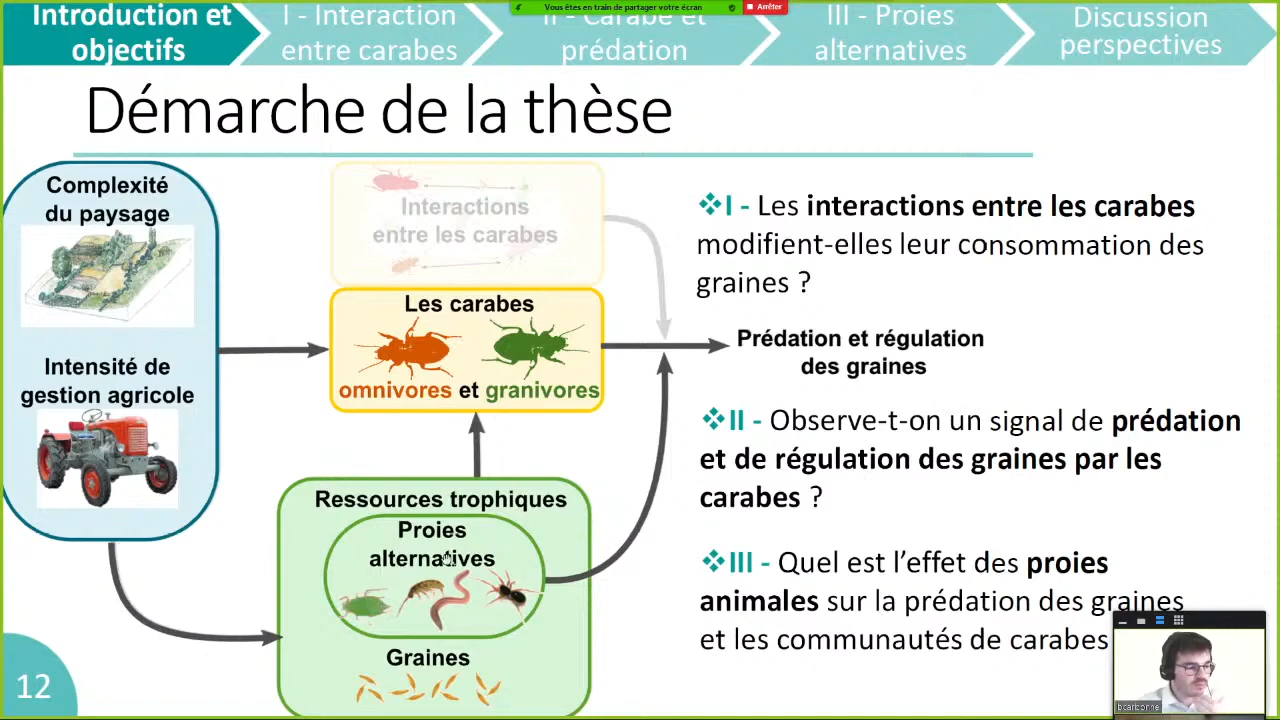 Introduction et
objectifs
I - Interaction
entre carabes
II - Carabe et
prédation
III - Proies
alternatives
Discussion
perspectives
Vous êtes en train de partager votre écran
Arrêter
Démarche de la thèse
Complexité
du paysage
Intensité de
gestion agricole
Interactions
entre les carabes
Les carabes
omnivores et granivores
Ressources trophiques
Proies
alternatives
Graines
❖I - Les interactions entre les carabes
modifient-elles leur consommation des
graines ?
Prédation et régulation
des graines
❖II - Observe-t-on un signal de prédation
et de régulation des graines par les
carabes ?
❖III - Quel est l’effet des proies
animales sur la prédation des graines
et les communautés de carabes
bcarbonne
12